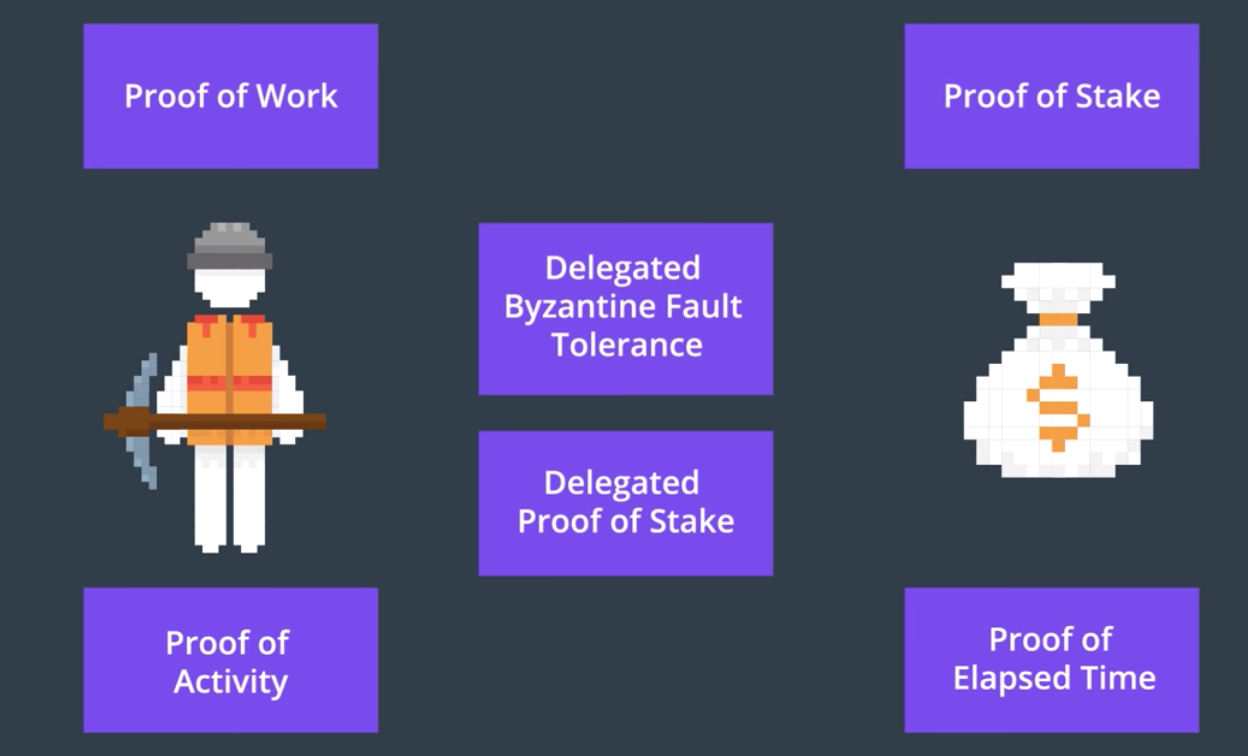 Proof of Work
Proof of Stake
Delegated
Byzantine Fault
Tolerance
Delegated
Proof of Stake
Proof of
Activity
Proof of
Elapsed Time
$